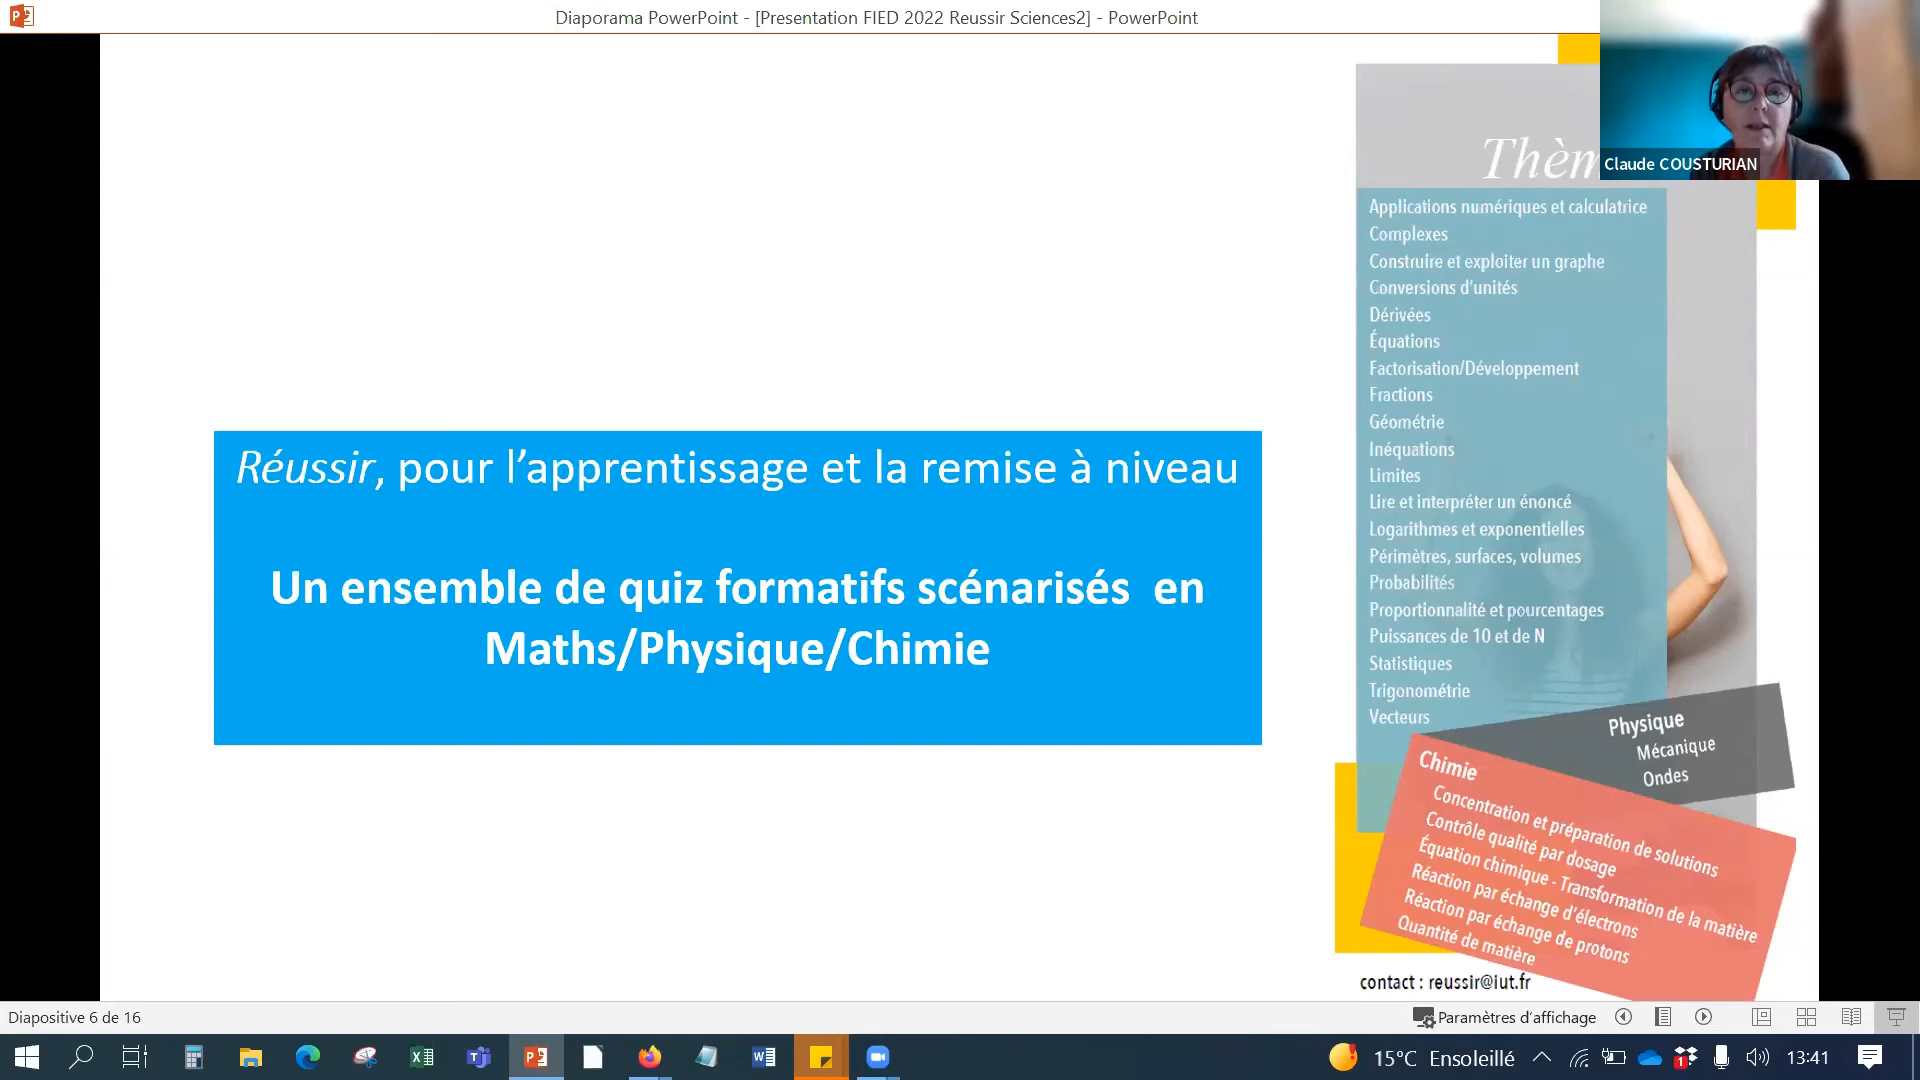 Diaporama PowerPoint - [Presentation FIED 2022 Reussir Sciences2] - PowerPoint
Claude COUSTURIAN
Réussir, pour l’apprentissage et la remise à niveau
Un ensemble de quiz formatifs scénarisés en
Maths/Physique/Chimie
Applications numériques et calculatrice
Complexes
Construire et exploiter un graphe
Conversions d'unités
Dérivées
Équations
Factorisation/Développement
Fractions
Géométrie
Inéquations
Limites
Lire et interpréter un énoncé
Logarithmes et exponentielles
Périmètres, surfaces, volumes
Probabilités
Proportionnalité et pourcentages
Puissances de 10 et de N
Statistiques
Trigonométrie
Vecteurs
Physique
Mécanique
Ondes
Chimie
Concentration et préparation de solutions
Contrôle qualité par dosage
Équation chimique - Transformation de la matière
Réaction par échange d'électrons
Réaction par échange de protons
Quantité de matière
contact : reussir@iut.fr
Diapositive 6 de 16
Paramètres d'affichage
15°C Ensoleillé
1
13:41